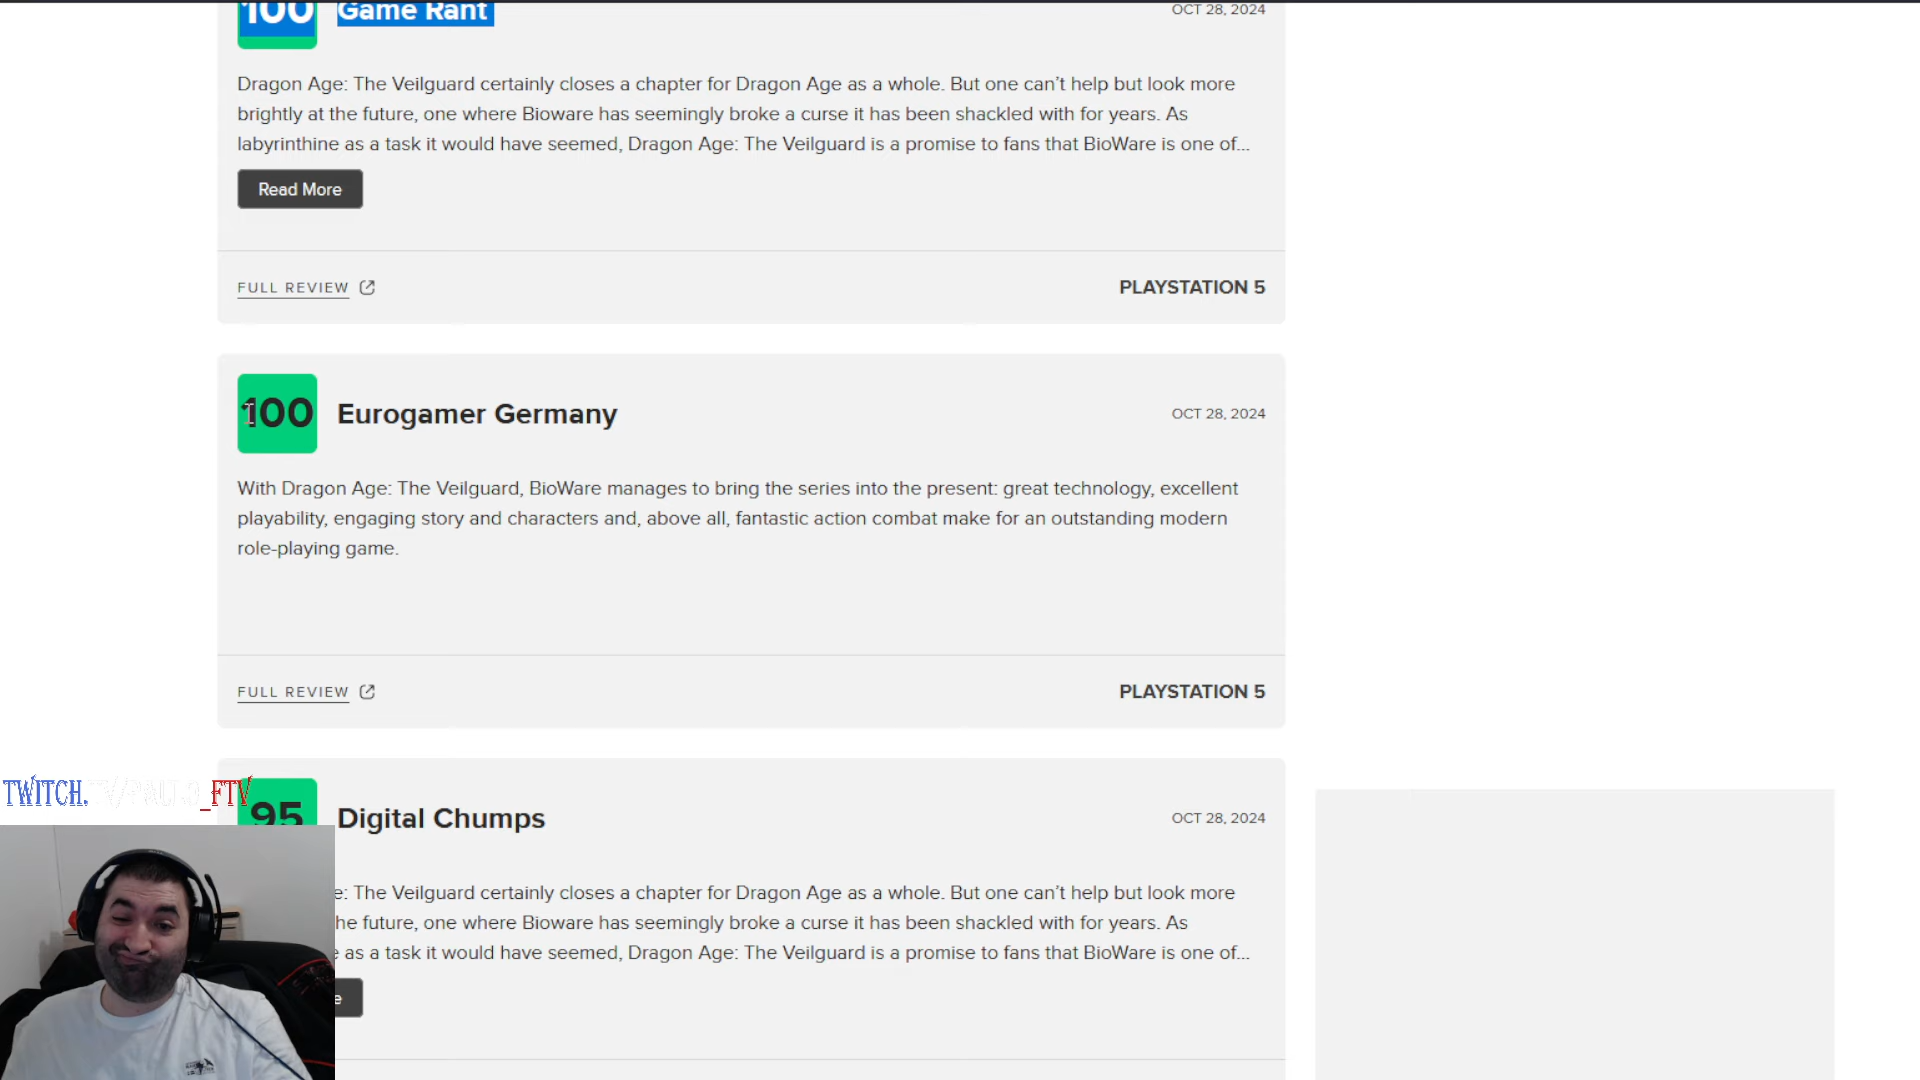 100 Game Rant
OCT 28, 2024
Dragon Age: The Veilguard certainly closes a chapter for Dragon Age as a whole. But one can’t help but look more
brightly at the future, one where Bioware has seemingly broke a curse it has been shackled with for years. As
labyrinthine as a task it would have seemed, Dragon Age: The Veilguard is a promise to fans that BioWare is one of...
Read More
FULL REVIEW
PLAYSTATION 5
100 Eurogamer Germany
OCT 28, 2024
With Dragon Age: The Veilguard, BioWare manages to bring the series into the present: great technology, excellent
playability, engaging story and characters and, above all, fantastic action combat make for an outstanding modern
role-playing game.
FULL REVIEW
PLAYSTATION 5
TWITCH. _FTV
95 Digital Chumps
OCT 28, 2024
e: The Veilguard certainly closes a chapter for Dragon Age as a whole. But one can’t help but look more
he future, one where Bioware has seemingly broke a curse it has been shackled with for years. As
e as a task it would have seemed, Dragon Age: The Veilguard is a promise to fans that BioWare is one of...
e